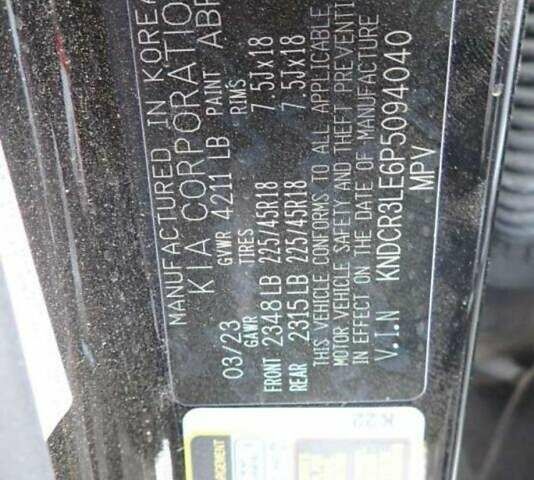 MANUFACTURED IN KOREA
KIA CORPORATIO
03/23 GVWR 4211 LB PAINT ABP
GAWR TIRES RIMS
FRONT 2348 LB 225/45R18 7.5Jx18
REAR 2315 LB 225/45R18 7.5Jx18
THIS VEHICLE CONFORMS TO ALL APPLICABLE
MOTOR VEHICLE SAFETY AND THEFT PREVENTI
IN EFFECT ON THE DATE OF MANUFACTURE
V.I.N KNDCR3LE6P5094040
MPV